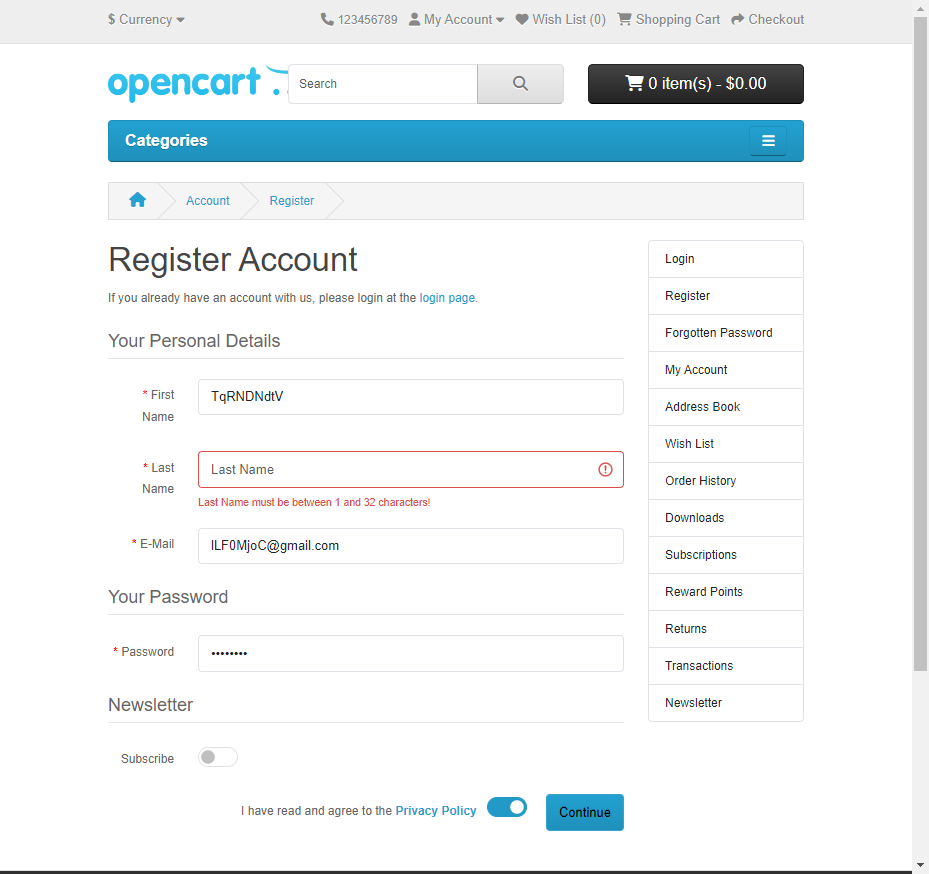 $ Currency
123456789 My Account Wish List (0) Shopping Cart Checkout
opencart
Search
0 item(s) - $0.00
Categories
Account
Register
Register Account
If you already have an account with us, please login at the login page.
Your Personal Details
* First
Name
TqRNDNdtV
* Last
Name
Last Name
Last Name must be between 1 and 32 characters!
* E-Mail
lLF0MjoC@gmail.com
Your Password
* Password
••••••••
Newsletter
Subscribe
I have read and agree to the Privacy Policy
Continue
Login
Register
Forgotten Password
My Account
Address Book
Wish List
Order History
Downloads
Subscriptions
Reward Points
Returns
Transactions
Newsletter